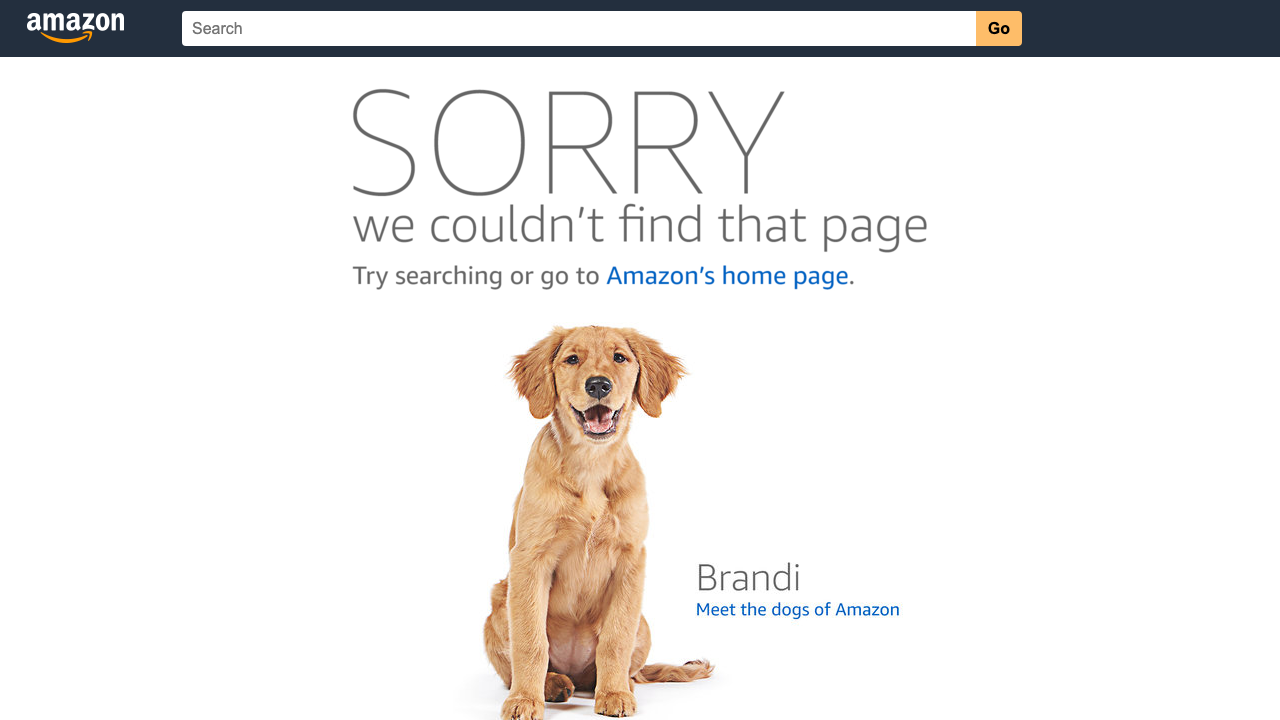 amazon
Search
Go
SORRY
we couldn't find that page
Try searching or go to Amazon's home page.
Brandi
Meet the dogs of Amazon